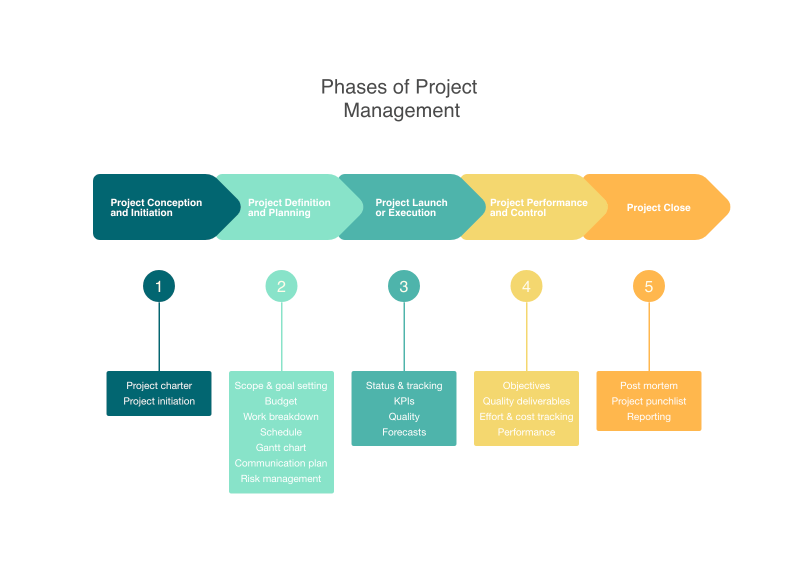 Phases of Project
Management
Project Conception
and Initiation
Project Definition
and Planning
Project Launch
or Execution
Project Performance
and Control
Project Close
1
2
3
4
5
Project charter
Project initiation
Scope & goal setting
Budget
Work breakdown
Schedule
Gantt chart
Communication plan
Risk management
Status & tracking
KPIs
Quality
Forecasts
Objectives
Quality deliverables
Effort & cost tracking
Performance
Post mortem
Project punchlist
Reporting